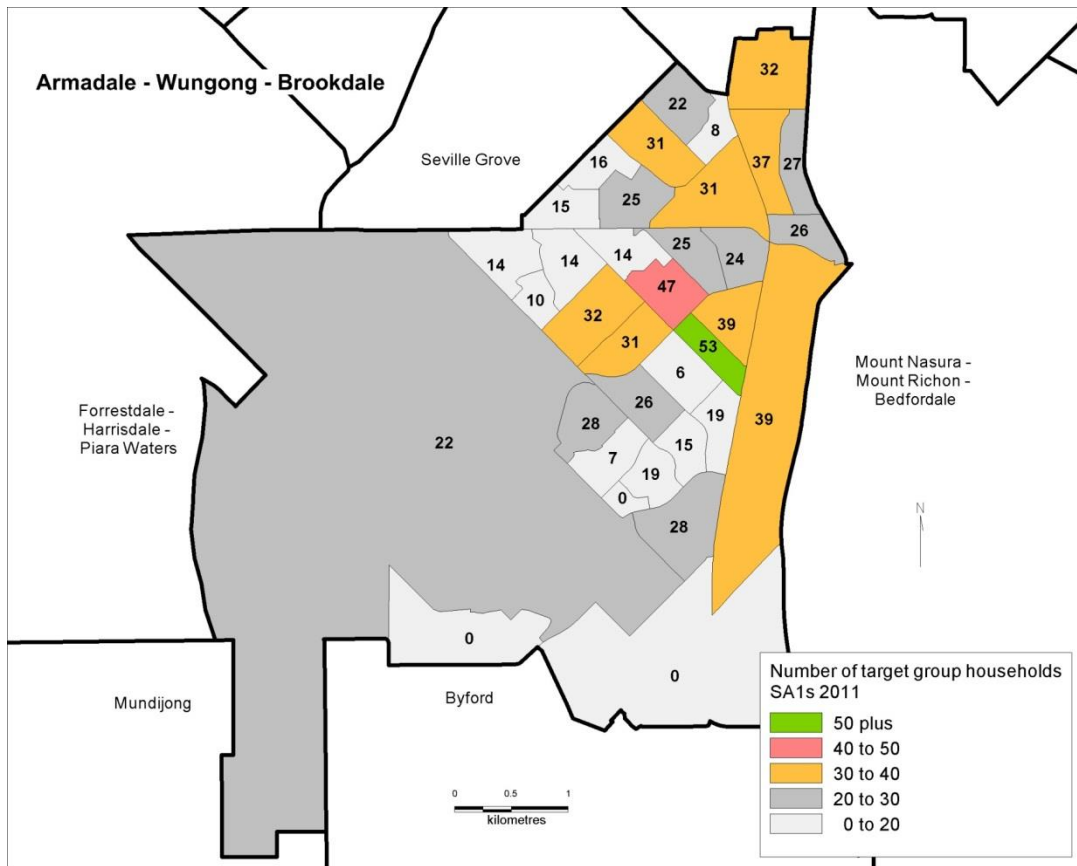 Armadale - Wungong - Brookdale
32
22
8
31
37
27
Seville Grove
16
31
25
15
26
14
14
14
25
24
10
47
32
39
31
53
6
Mount Nasura -
Mount Richon -
Bedfordale
Forrestdale -
Harrisdale -
Piara Waters
22
28
26
19
39
7
15
19
0
28
N
0
0
Mundijong
Byford
0 0.5 1
kilometres
Number of target group households
SA1s 2011
50 plus
40 to 50
30 to 40
20 to 30
0 to 20